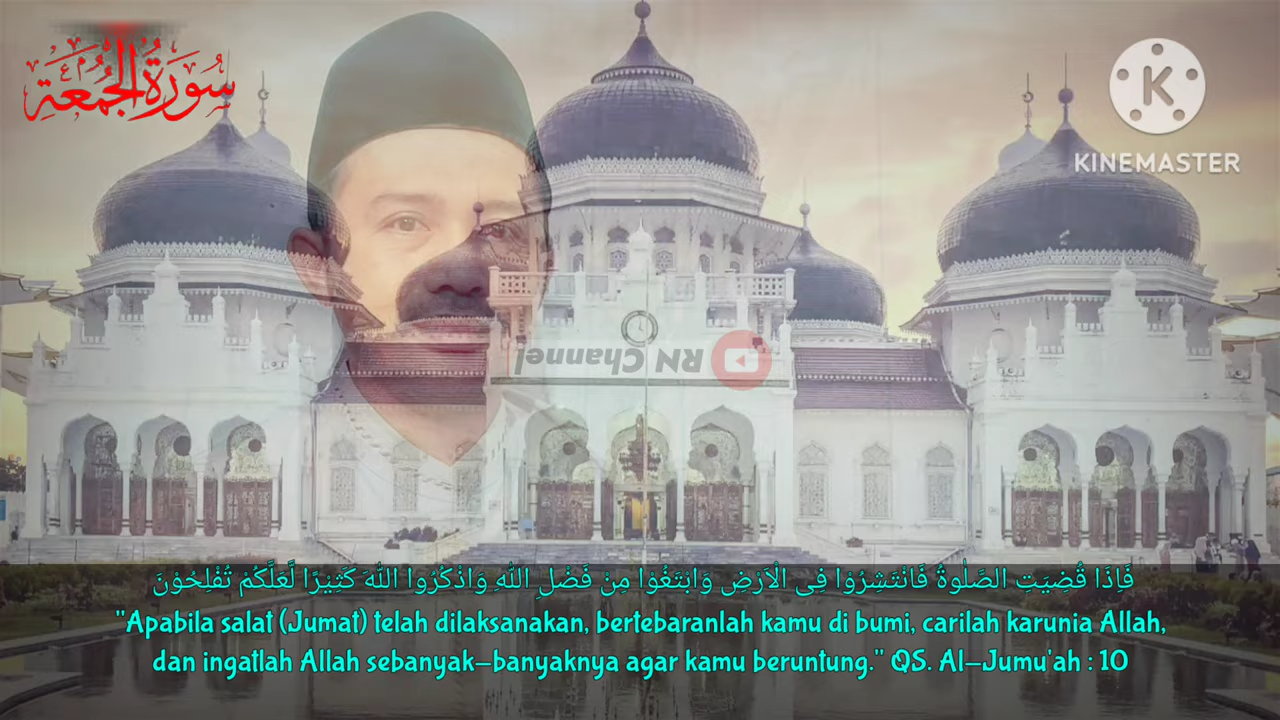 سُورَةُ الجُمُعَةِ
KINEMASTER
RN Channel
فَاِذَا قُضِيَتِ الصَّلٰوةُ فَانْتَشِرُوْا فِى الْاَرْضِ وَابْتَغُوْا مِنْ فَضْلِ اللّٰهِ وَاذْكُرُوا اللّٰهَ كَثِيْرًا لَّعَلَّكُمْ تُفْلِحُوْنَ
"Apabila salat (Jumat) telah dilaksanakan, bertebaranlah kamu di bumi, carilah karunia Allah,
dan ingatlah Allah sebanyak-banyaknya agar kamu beruntung." QS. Al-Jumu'ah : 10